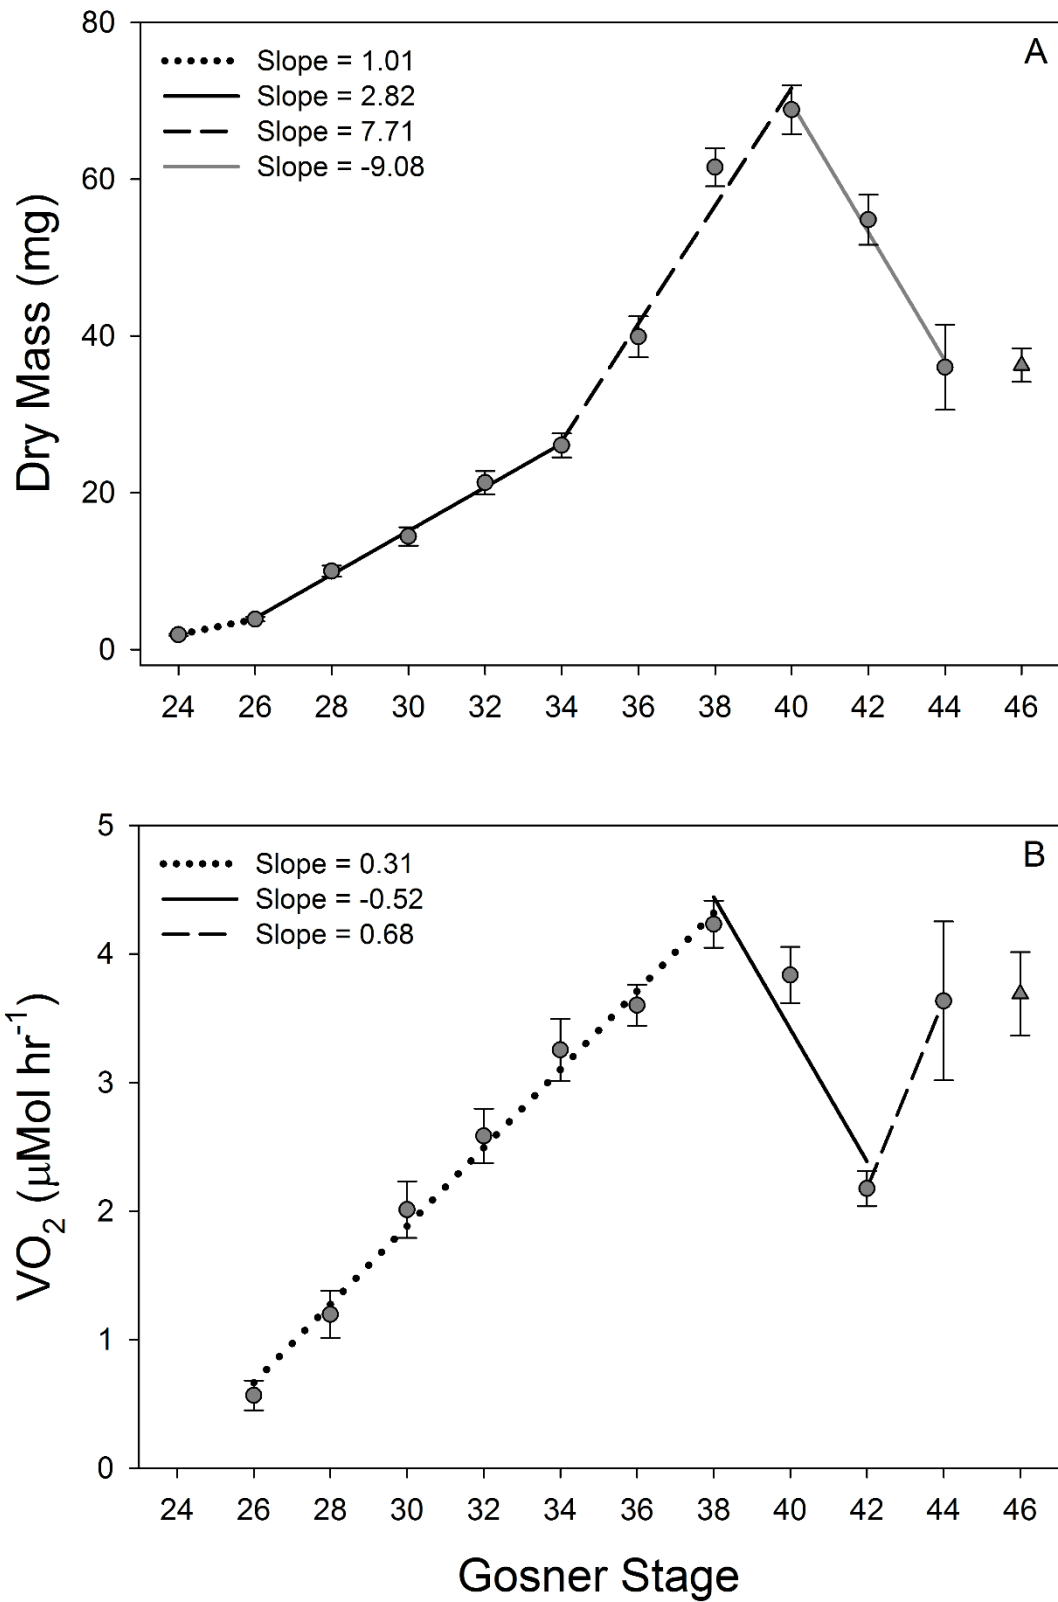 80
60
40
20
0
Dry Mass (mg)
A
Slope = 1.01
Slope = 2.82
Slope = 7.71
Slope = -9.08
24 26 28 30 32 34 36 38 40 42 44 46
5
4
3
2
1
0
VO₂ (μMol hr⁻¹)
B
Slope = 0.31
Slope = -0.52
Slope = 0.68
24 26 28 30 32 34 36 38 40 42 44 46
Gosner Stage